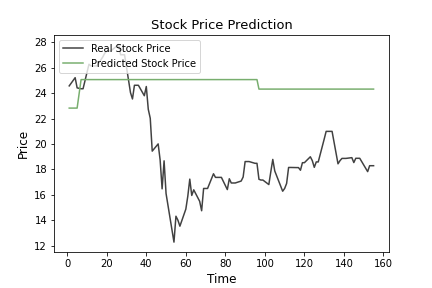 Stock Price Prediction
Real Stock Price
Predicted Stock Price
28
26
24
22
20
18
16
14
12
Price
0 20 40 60 80 100 120 140 160
Time